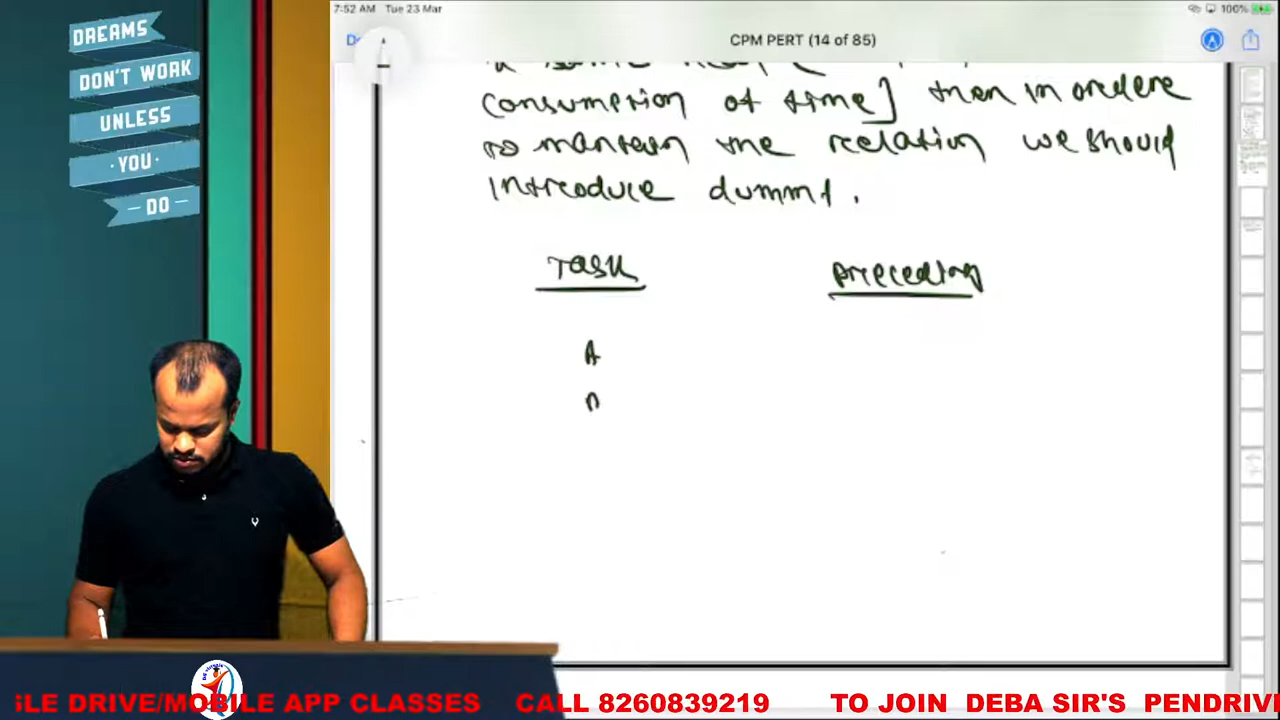 7:52 AM Tue 23 Mar
100%
CPM PERT (14 of 85)
DREAMS
DON'T WORK
UNLESS
YOU
DO
consumption of time] then in order
to mantain the relation we should
introduce dummy.
Task preceding
A
SLE DRIVE/MOBILE APP CLASSES CALL 8260839219 TO JOIN DEBA SIR'S PENDRIV